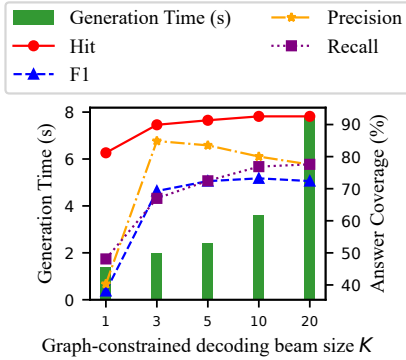 Generation Time (s)
Hit
F1
Precision
Recall
8
6
4
2
0
Generation Time (s)
90
80
70
60
50
40
Answer Coverage (%)
1 3 5 10 20
Graph-constrained decoding beam size K